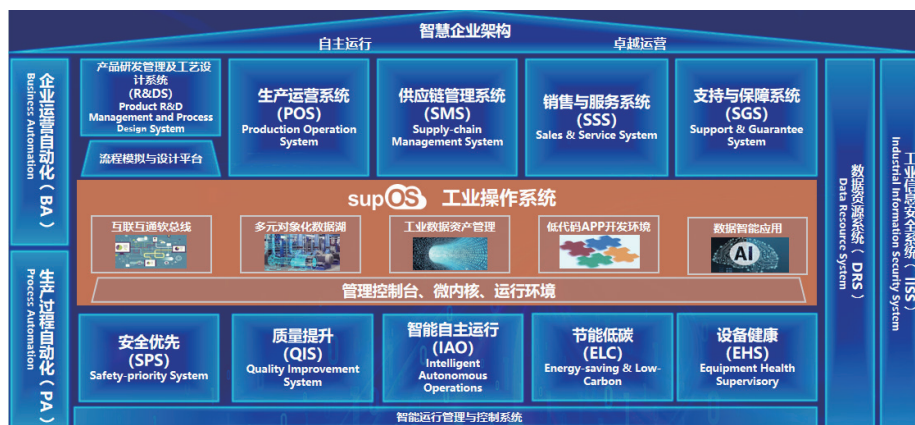 智慧企业架构
自主运行
卓越运营
企业运营自动化（BA）
Business Automation
产品研发管理及工艺设
计系统
(R&DS)
Product R&D
Management and Process
Design System
流程模拟与设计平台
生产运营系统
(POS)
Production Operation
System
供应链管理系统
(SMS)
Supply-chain
Management System
销售与服务系统
(SSS)
Sales & Service System
支持与保障系统
(SGS)
Support & Guarantee
System
数据资源系统（DRS）
Data Resource System
工业信息安全系统（IISS）
Industrial Information Security System
supOS 工业操作系统
互联互通软总线
多元对象化数据湖
工业数据资产管理
低代码APP开发环境
数据智能应用
AI
管理控制台、微内核、运行环境
生产过程自动化（PA）
Process Automation
安全优先
(SPS)
Safety-priority System
质量提升
(QIS)
Quality Improvement
System
智能自主运行
(IAO)
Intelligent
Autonomous
Operations
节能低碳
(ELC)
Energy-saving & Low-
Carbon
设备健康
(EHS)
Equipment Health
Supervisory
智能运行管理与控制系统